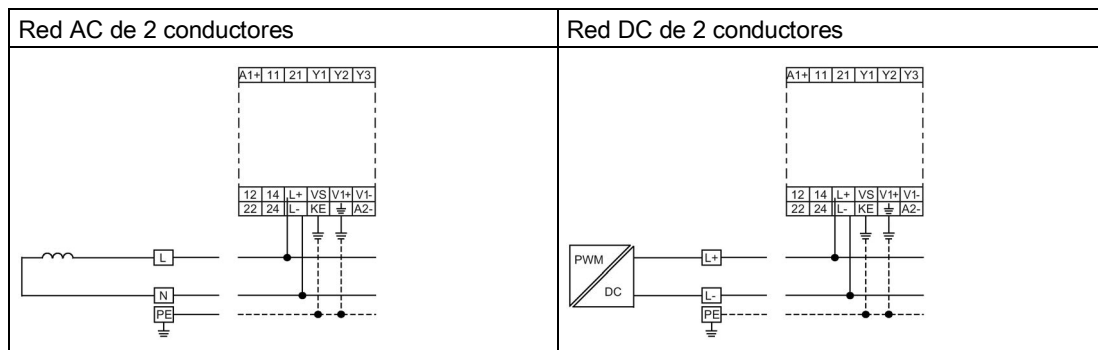 Red AC de 2 conductores
Red DC de 2 conductores
A1+ 11 21 Y1 Y2 Y3
12 14 L+ VS V1+ V1-
22 24 L- KE ⏚ A2-
L
N
PE
A1+ 11 21 Y1 Y2 Y3
12 14 L+ VS V1+ V1-
22 24 L- KE ⏚ A2-
PWM
DC
L+
L-
PE